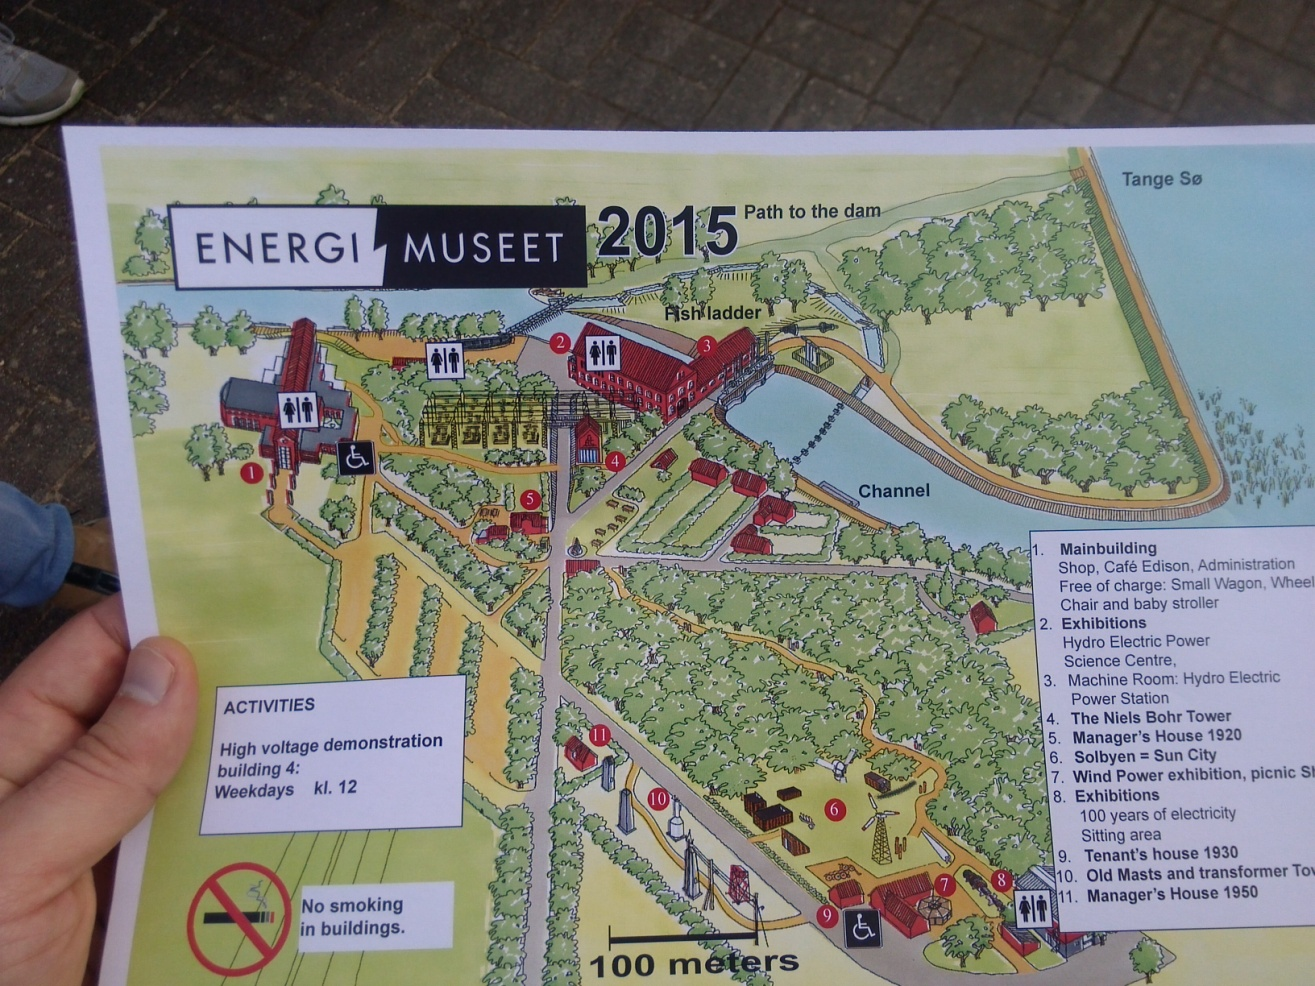 ENERGI MUSEET 2015
Path to the dam
Tange Sø
Fish ladder
Channel
1
2
3
4
5
6
7
8
9
10
11
1. Mainbuilding
Shop, Café Edison, Administration
Free of charge: Small Wagon, Wheel
Chair and baby stroller
2. Exhibitions
Hydro Electric Power
Science Centre,
3. Machine Room: Hydro Electric
Power Station
4. The Niels Bohr Tower
5. Manager's House 1920
6. Solbyen = Sun City
7. Wind Power exhibition, picnic
8. Exhibitions
100 years of electricity
Sitting area
9. Tenant's house 1930
10. Old Masts and transformer
11. Manager's House 1950
ACTIVITIES
High voltage demonstration
building 4:
Weekdays kl. 12
No smoking
in buildings.
100 meters